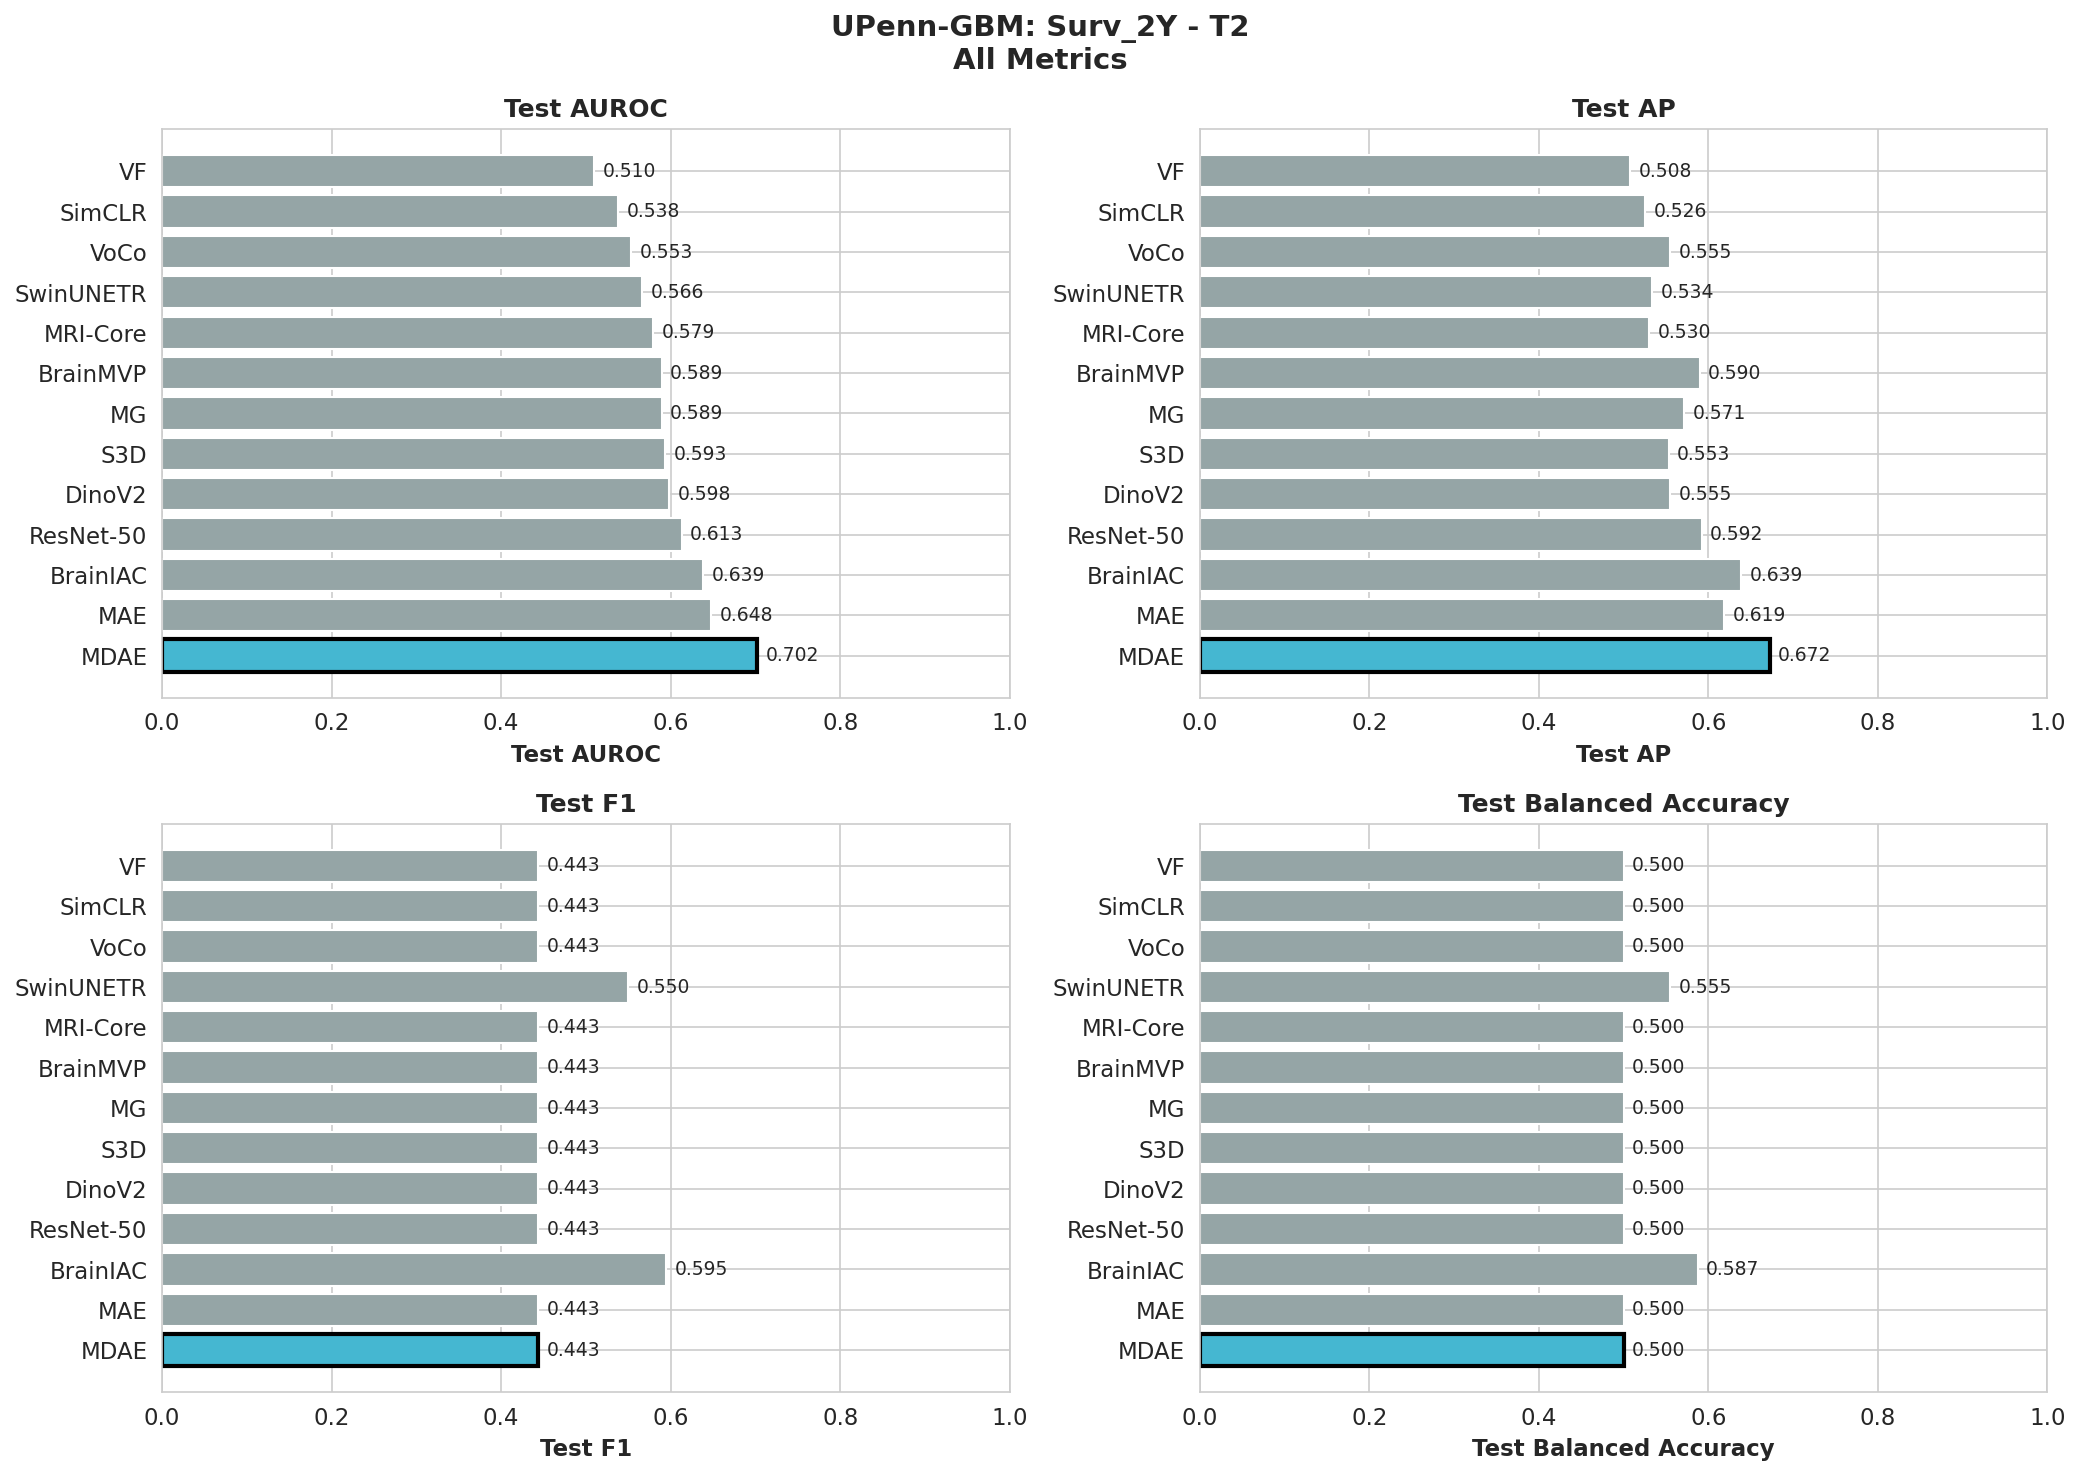 UPenn-GBM: Surv_2Y - T2
All Metrics
Test AUROC
VF 0.510
SimCLR 0.538
VoCo 0.553
SwinUNETR 0.566
MRI-Core 0.579
BrainMVP 0.589
MG 0.589
S3D 0.593
DinoV2 0.598
ResNet-50 0.613
BrainIAC 0.639
MAE 0.648
MDAE 0.702
0.0 0.2 0.4 0.6 0.8 1.0
Test AUROC
Test AP
VF 0.508
SimCLR 0.526
VoCo 0.555
SwinUNETR 0.534
MRI-Core 0.530
BrainMVP 0.590
MG 0.571
S3D 0.553
DinoV2 0.555
ResNet-50 0.592
BrainIAC 0.639
MAE 0.619
MDAE 0.672
0.0 0.2 0.4 0.6 0.8 1.0
Test AP
Test F1
VF 0.443
SimCLR 0.443
VoCo 0.443
SwinUNETR 0.550
MRI-Core 0.443
BrainMVP 0.443
MG 0.443
S3D 0.443
DinoV2 0.443
ResNet-50 0.443
BrainIAC 0.595
MAE 0.443
MDAE 0.443
0.0 0.2 0.4 0.6 0.8 1.0
Test F1
Test Balanced Accuracy
VF 0.500
SimCLR 0.500
VoCo 0.500
SwinUNETR 0.555
MRI-Core 0.500
BrainMVP 0.500
MG 0.500
S3D 0.500
DinoV2 0.500
ResNet-50 0.500
BrainIAC 0.587
MAE 0.500
MDAE 0.500
0.0 0.2 0.4 0.6 0.8 1.0
Test Balanced Accuracy